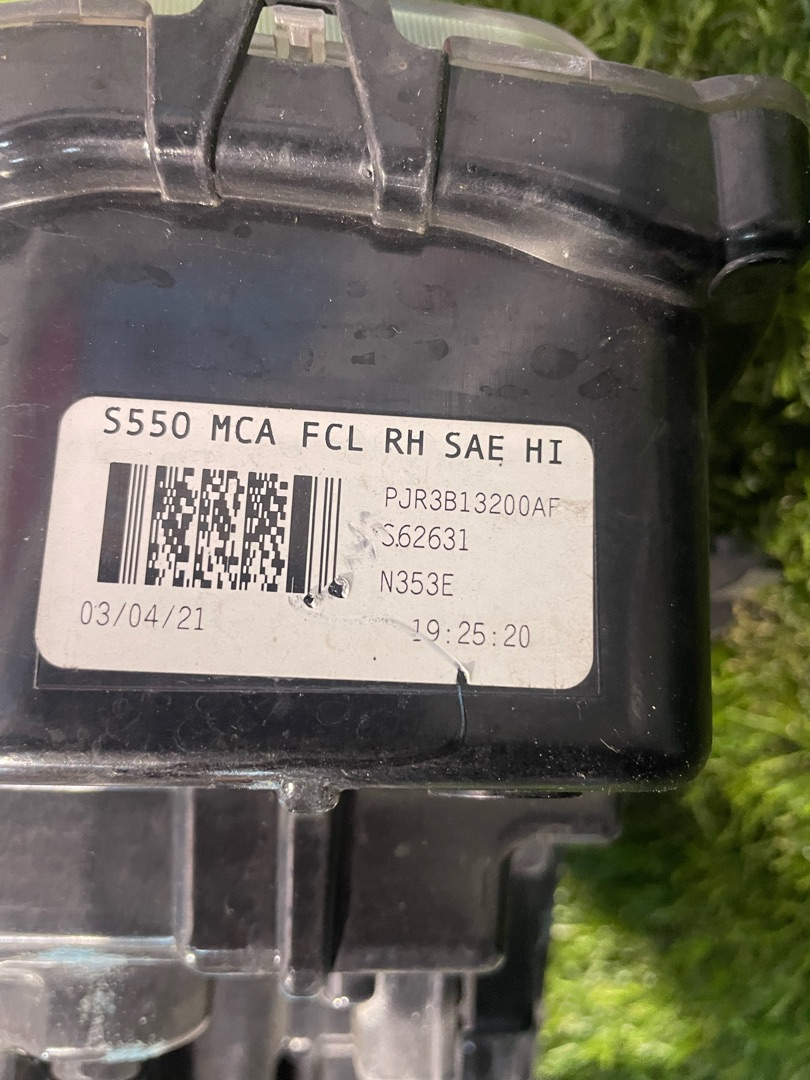 S550 MCA FCL RH SAE HI
PJR3B13200AF
S62631
N353E
03/04/21 19:25:20